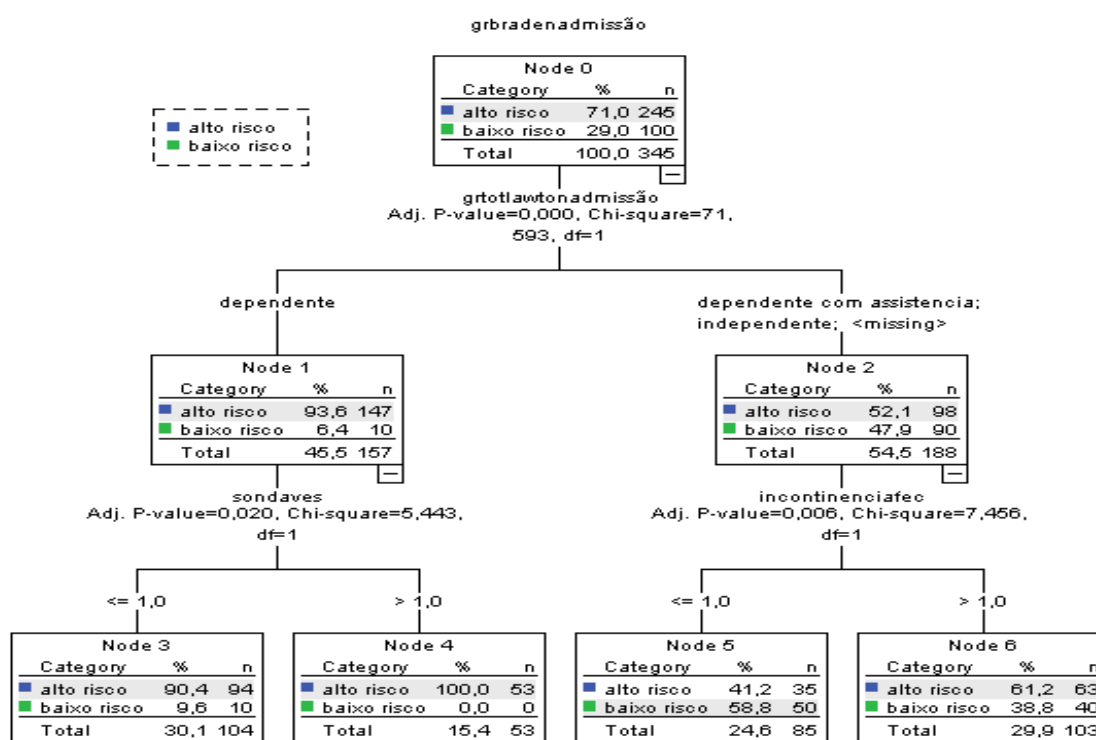 grbradenadmissão
Node 0
Category % n
alto risco 71,0 245
baixo risco 29,0 100
Total 100,0 345
alto risco
baixo risco
grtotlawtonadmissão
Adj. P-value=0,000, Chi-square=71,
593, df=1
dependente
dependente com assistencia;
independente; <missing>
Node 1
Category % n
alto risco 93,6 147
baixo risco 6,4 10
Total 45,5 157
Node 2
Category % n
alto risco 52,1 98
baixo risco 47,9 90
Total 54,5 188
sondaves
Adj. P-value=0,020, Chi-square=5,443,
df=1
incontinenciafec
Adj. P-value=0,006, Chi-square=7,456,
df=1
<= 1,0
> 1,0
<= 1,0
> 1,0
Node 3
Category % n
alto risco 90,4 94
baixo risco 9,6 10
Total 30,1 104
Node 4
Category % n
alto risco 100,0 53
baixo risco 0,0 0
Total 15,4 53
Node 5
Category % n
alto risco 41,2 35
baixo risco 58,8 50
Total 24,6 85
Node 6
Category % n
alto risco 61,2 63
baixo risco 38,8 40
Total 29,9 103